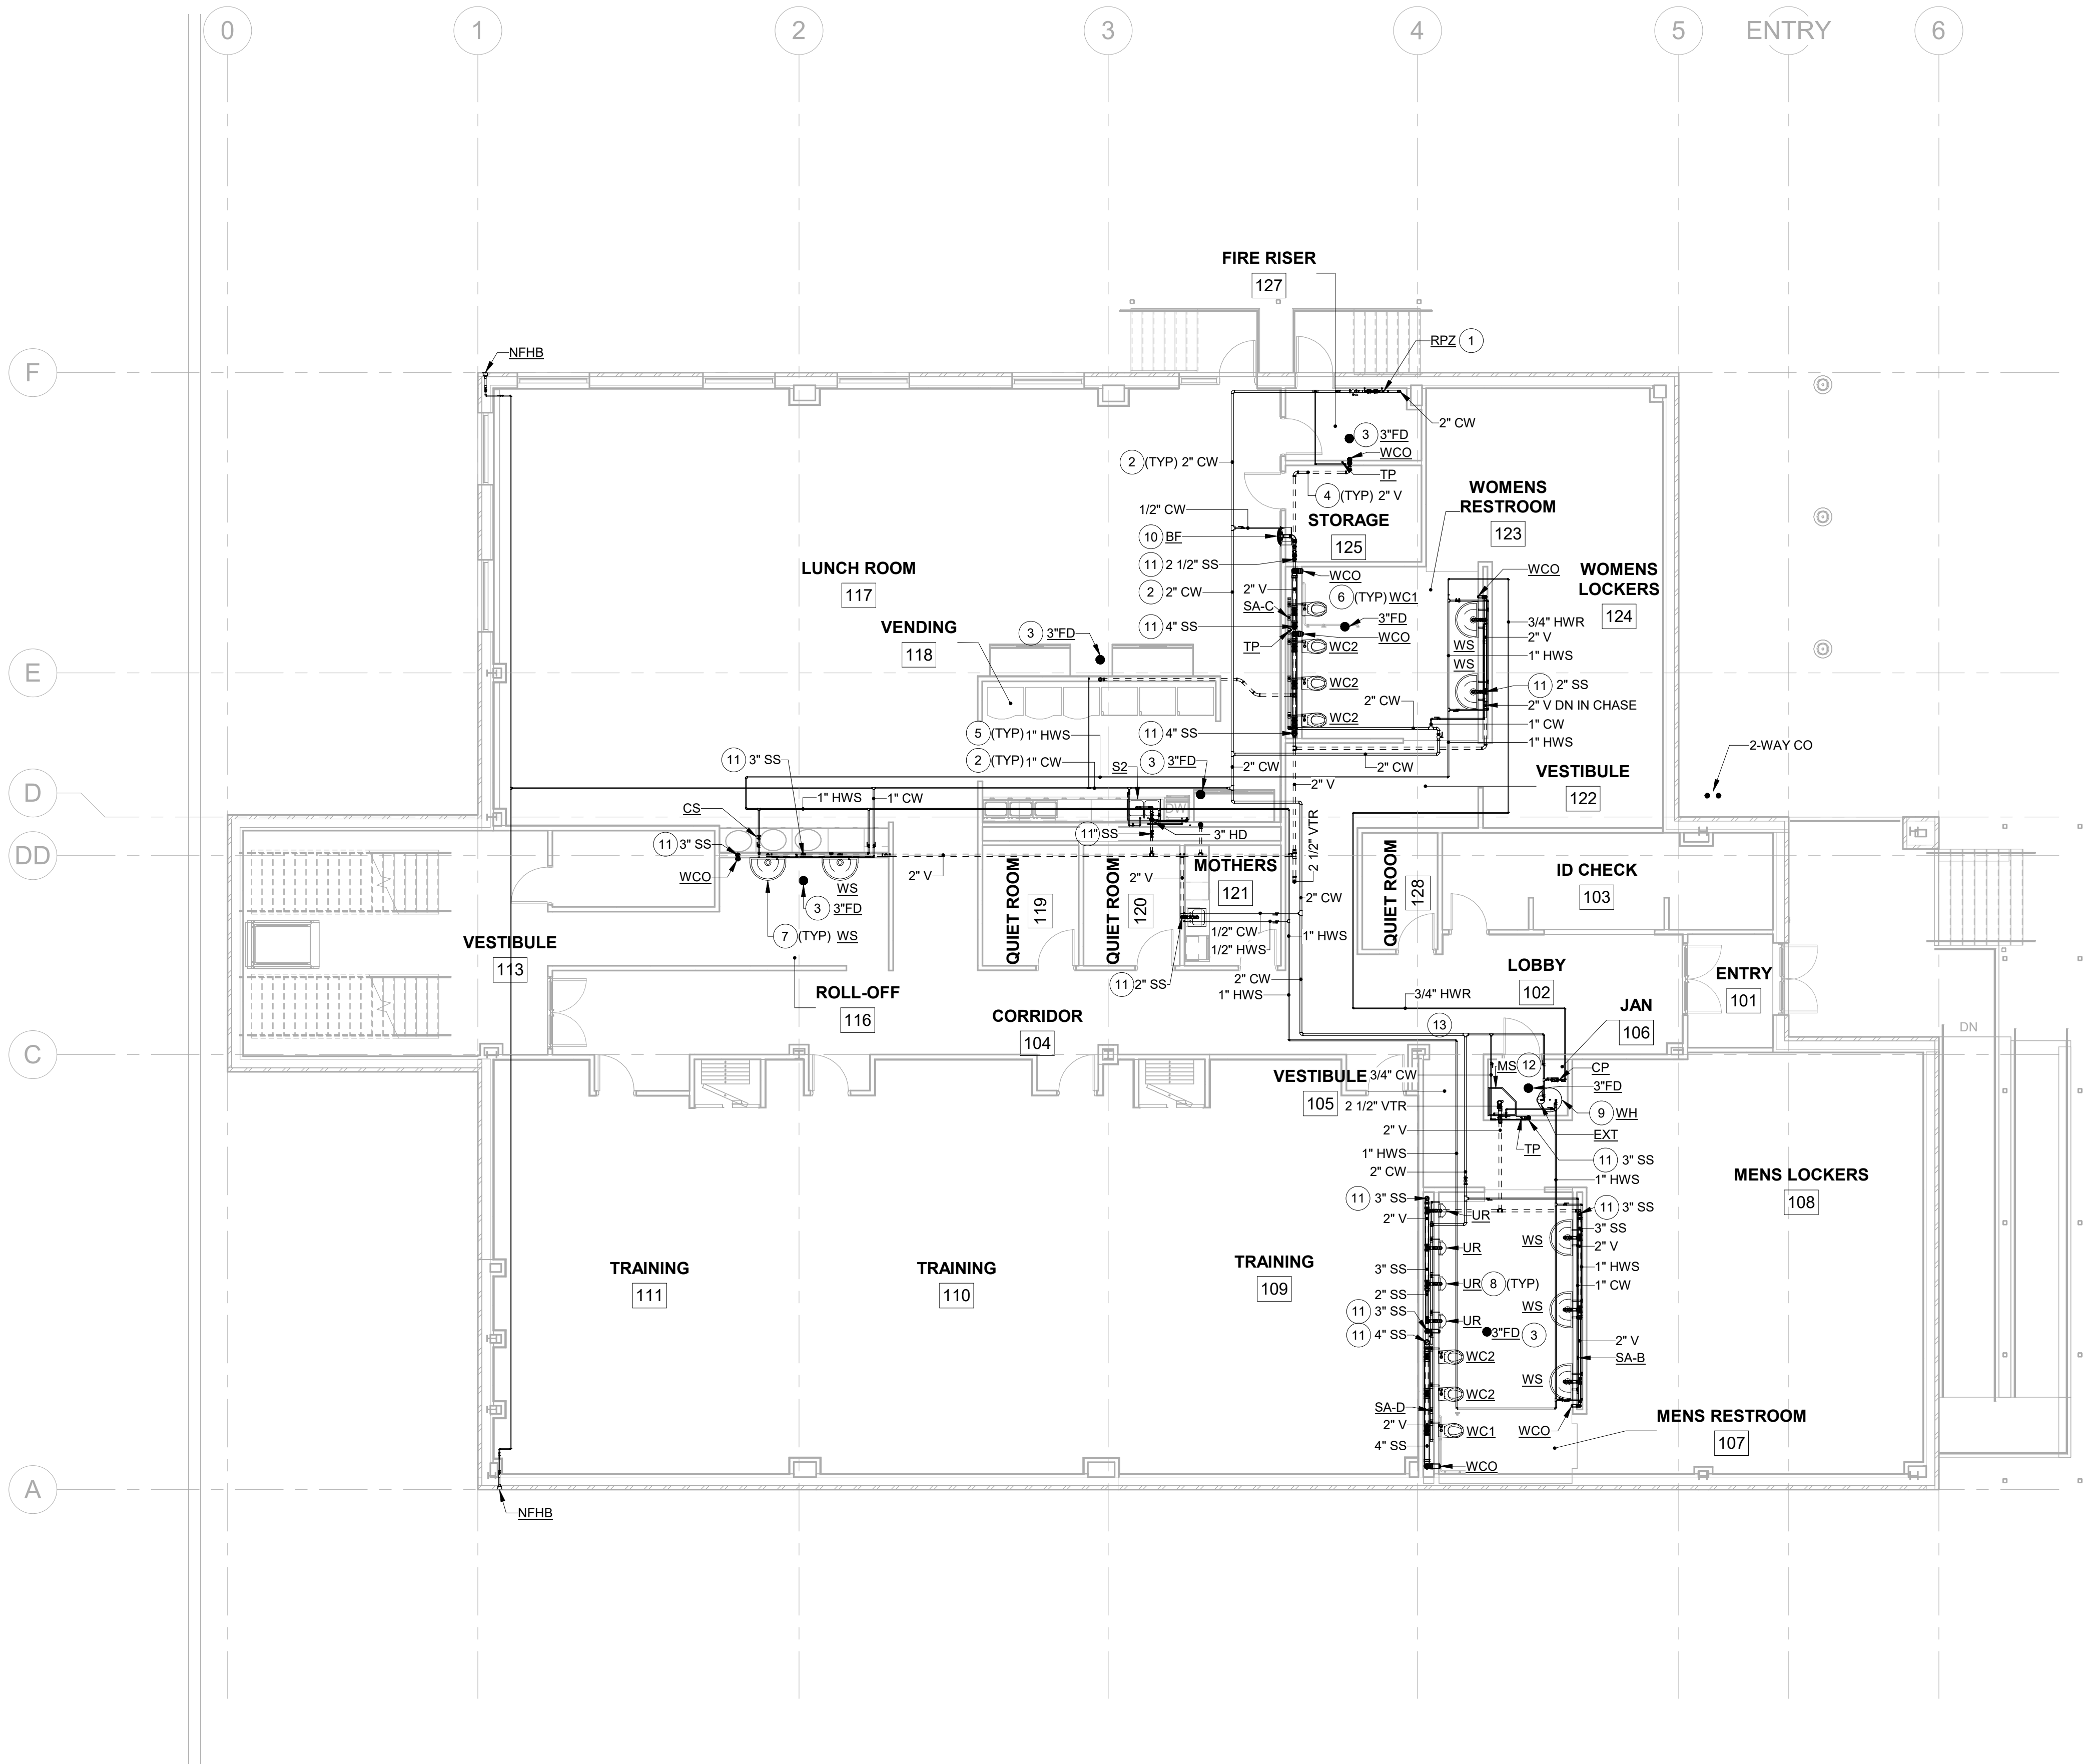 0
1
2
3
4
5
ENTRY
6
FIRE RISER
127
RPZ 1
NFHB
F
2" CW
3 3"FD
WCO
2 (TYP) 2" CW
TP
4 (TYP) 2" V
WOMENS
RESTROOM
123
1/2" CW
STORAGE
125
10 BF
11 2 1/2" SS
LUNCH ROOM
117
WCO
WCO
WOMENS
LOCKERS
124
2" V
2 2" CW
6 (TYP) WC1
SA-C
3"FD
3/4" HWR
11 4" SS
VENDING
118
3 3"FD
WCO
2" V
TP
WC2
WS
1" HWS
WS
E
WC2
11 2" SS
2" CW
2" V DN IN CHASE
WC2
1" CW
5 (TYP) 1" HWS
11 4" SS
1" HWS
2-WAY CO
11 3" SS
2 (TYP) 1" CW
S2
3 3"FD
2" CW
2" CW
VESTIBULE
122
2" V
D
1" HWS
1" CW
CS
DW
11 " SS
3" HD
2 1/2" VTR
11 3" SS
DD
WCO
2" V
QUIET ROOM
119
QUIET ROOM
120
2" V
MOTHERS
121
QUIET ROOM
128
ID CHECK
103
WS
3 3"FD
2" CW
7 (TYP) WS
1/2" CW
1/2" HWS
1" HWS
VESTIBULE
113
LOBBY
102
ENTRY
101
11 2" SS
2" CW
1" HWS
ROLL-OFF
116
3/4" HWR
JAN
106
CORRIDOR
104
13
DN
C
VESTIBULE
105
3/4" CW
MS 12
CP
3"FD
2 1/2" VTR
9 WH
2" V
EXT
1" HWS
TP
11 3" SS
2" CW
1" HWS
MENS LOCKERS
108
11 3" SS
11 3" SS
2" V
UR
3" SS
WS
2" V
UR
TRAINING
111
TRAINING
110
TRAINING
109
3" SS
1" HWS
UR 8 (TYP)
1" CW
2" SS
11 3" SS
WS
UR
11 4" SS
3"FD 3
2" V
WC2
SA-B
WS
WC2
SA-D
2" V
WC1
WCO
MENS RESTROOM
107
4" SS
WCO
A
NFHB